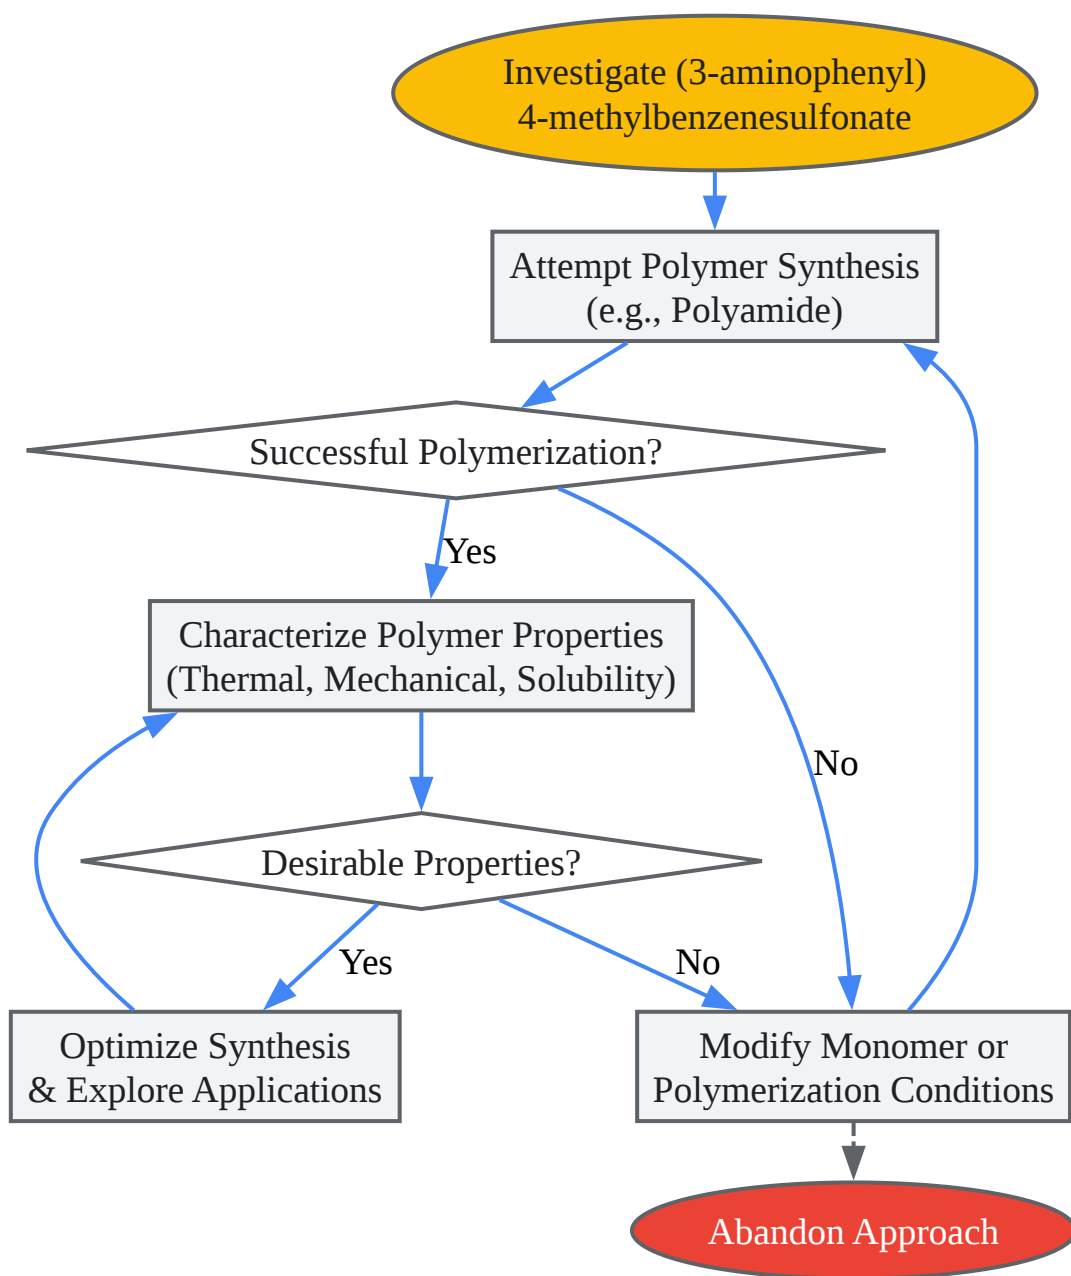 Investigate (3-aminophenyl)
4-methylbenzenesulfonate
Attempt Polymer Synthesis
(e.g., Polyamide)
Successful Polymerization?
Yes
Characterize Polymer Properties
(Thermal, Mechanical, Solubility)
No
Desirable Properties?
Yes
No
Optimize Synthesis
& Explore Applications
Modify Monomer or
Polymerization Conditions
Abandon Approach